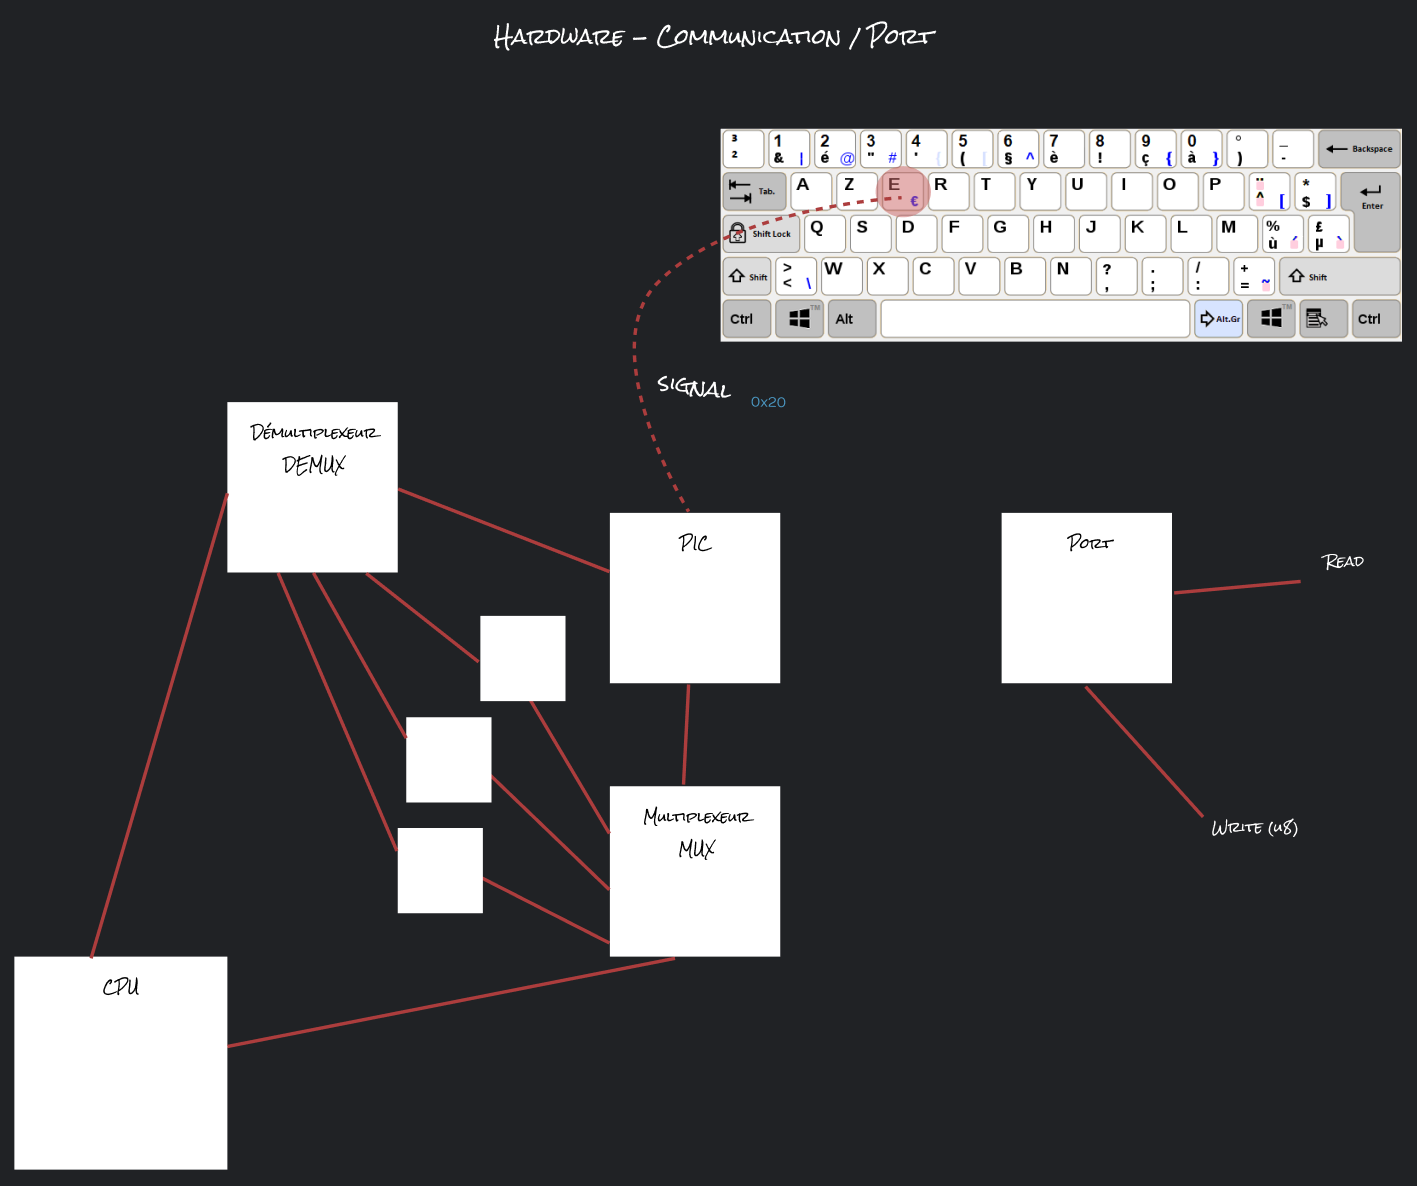 Hardware - Communication / Port
³ 1 2 3 4 5 6 7 8 9 0 ° _ Backspace
² & | é @ " # ' { ( [ § ^ è ! ç { à } ) -
Tab. A Z E R T Y U I O P ¨ * Enter
€ ^ [ $ ]
Shift Lock Q S D F G H J K L M % £
ù ´ µ `
Shift > W X C V B N ? . / + Shift
< \ , ; : = ~
Ctrl TM Alt Alt.Gr TM Ctrl
Signal 0x20
Démultiplexeur
DEMUX
PIC
Port
Read
Multiplexeur
MUX
Write (u8)
CPU